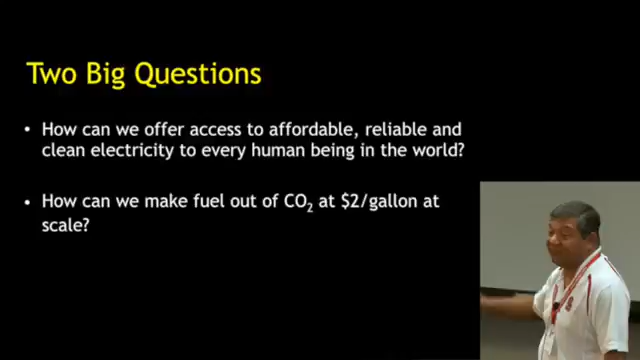 Two Big Questions
• How can we offer access to affordable, reliable and
clean electricity to every human being in the world?
• How can we make fuel out of CO₂ at $2/gallon at
scale?